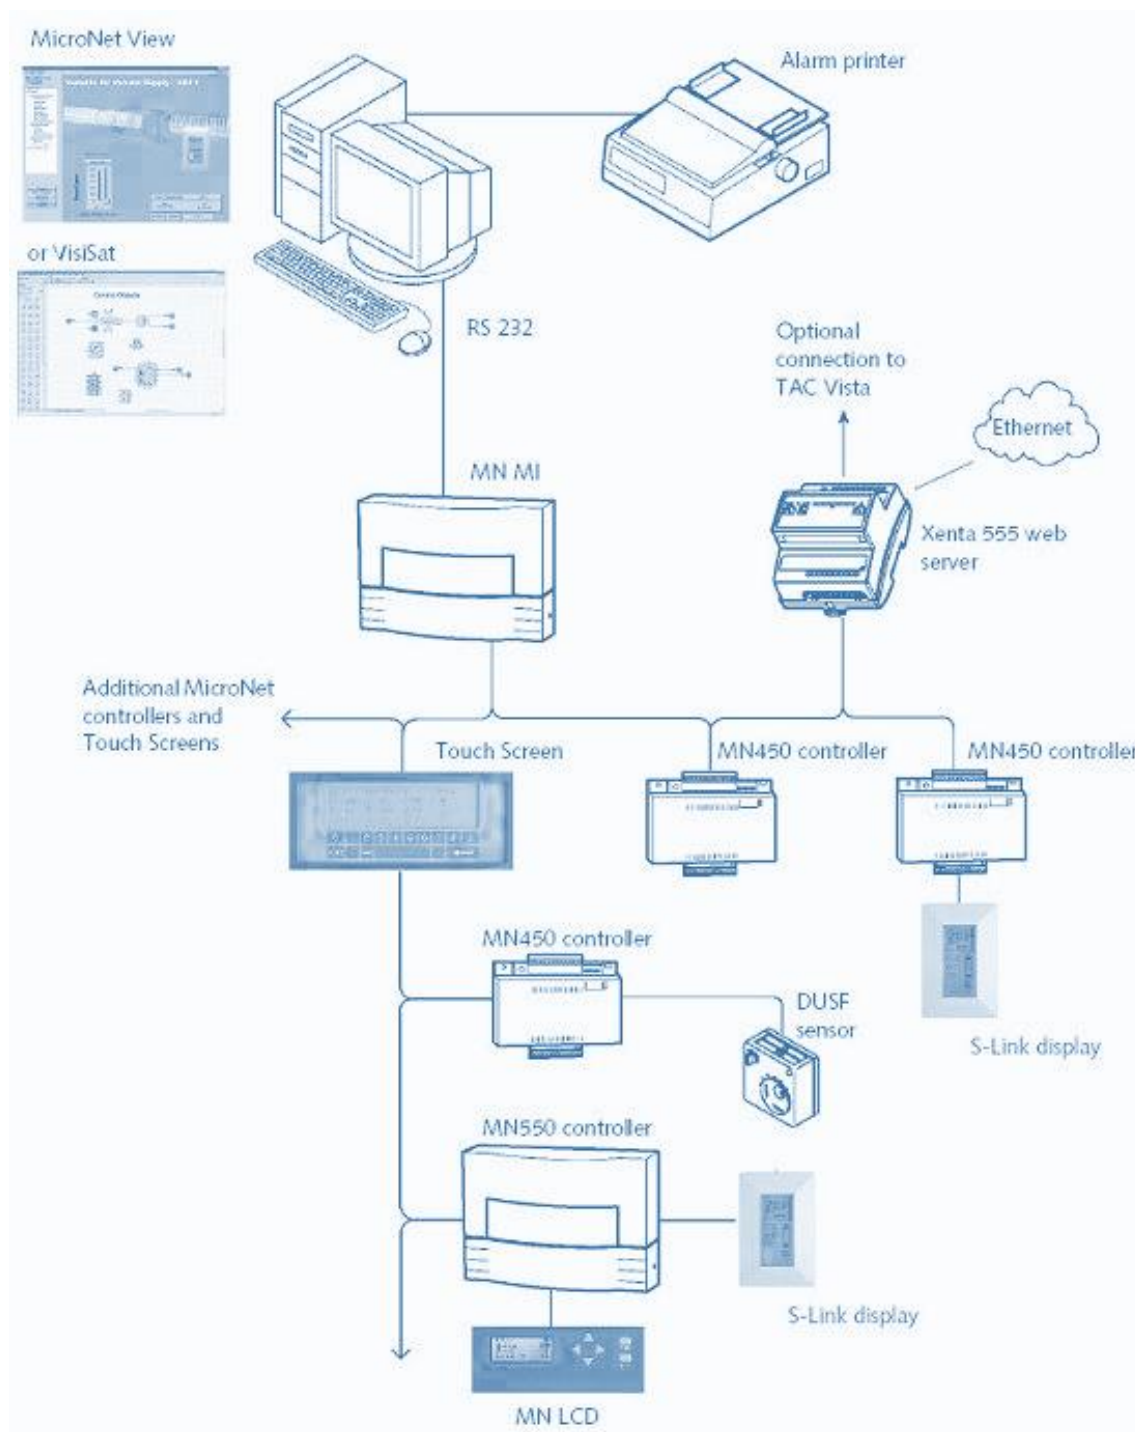 MicroNet View
Alarm printer
or VisiSat
RS 232
Optional
connection to
TAC Vista
Ethernet
MN MI
Xenta 555 web
server
Additional MicroNet
controllers and
Touch Screens
Touch Screen
MN450 controller
MN450 controller
MN450 controller
DUSF
sensor
S-Link display
MN550 controller
S-Link display
MN LCD